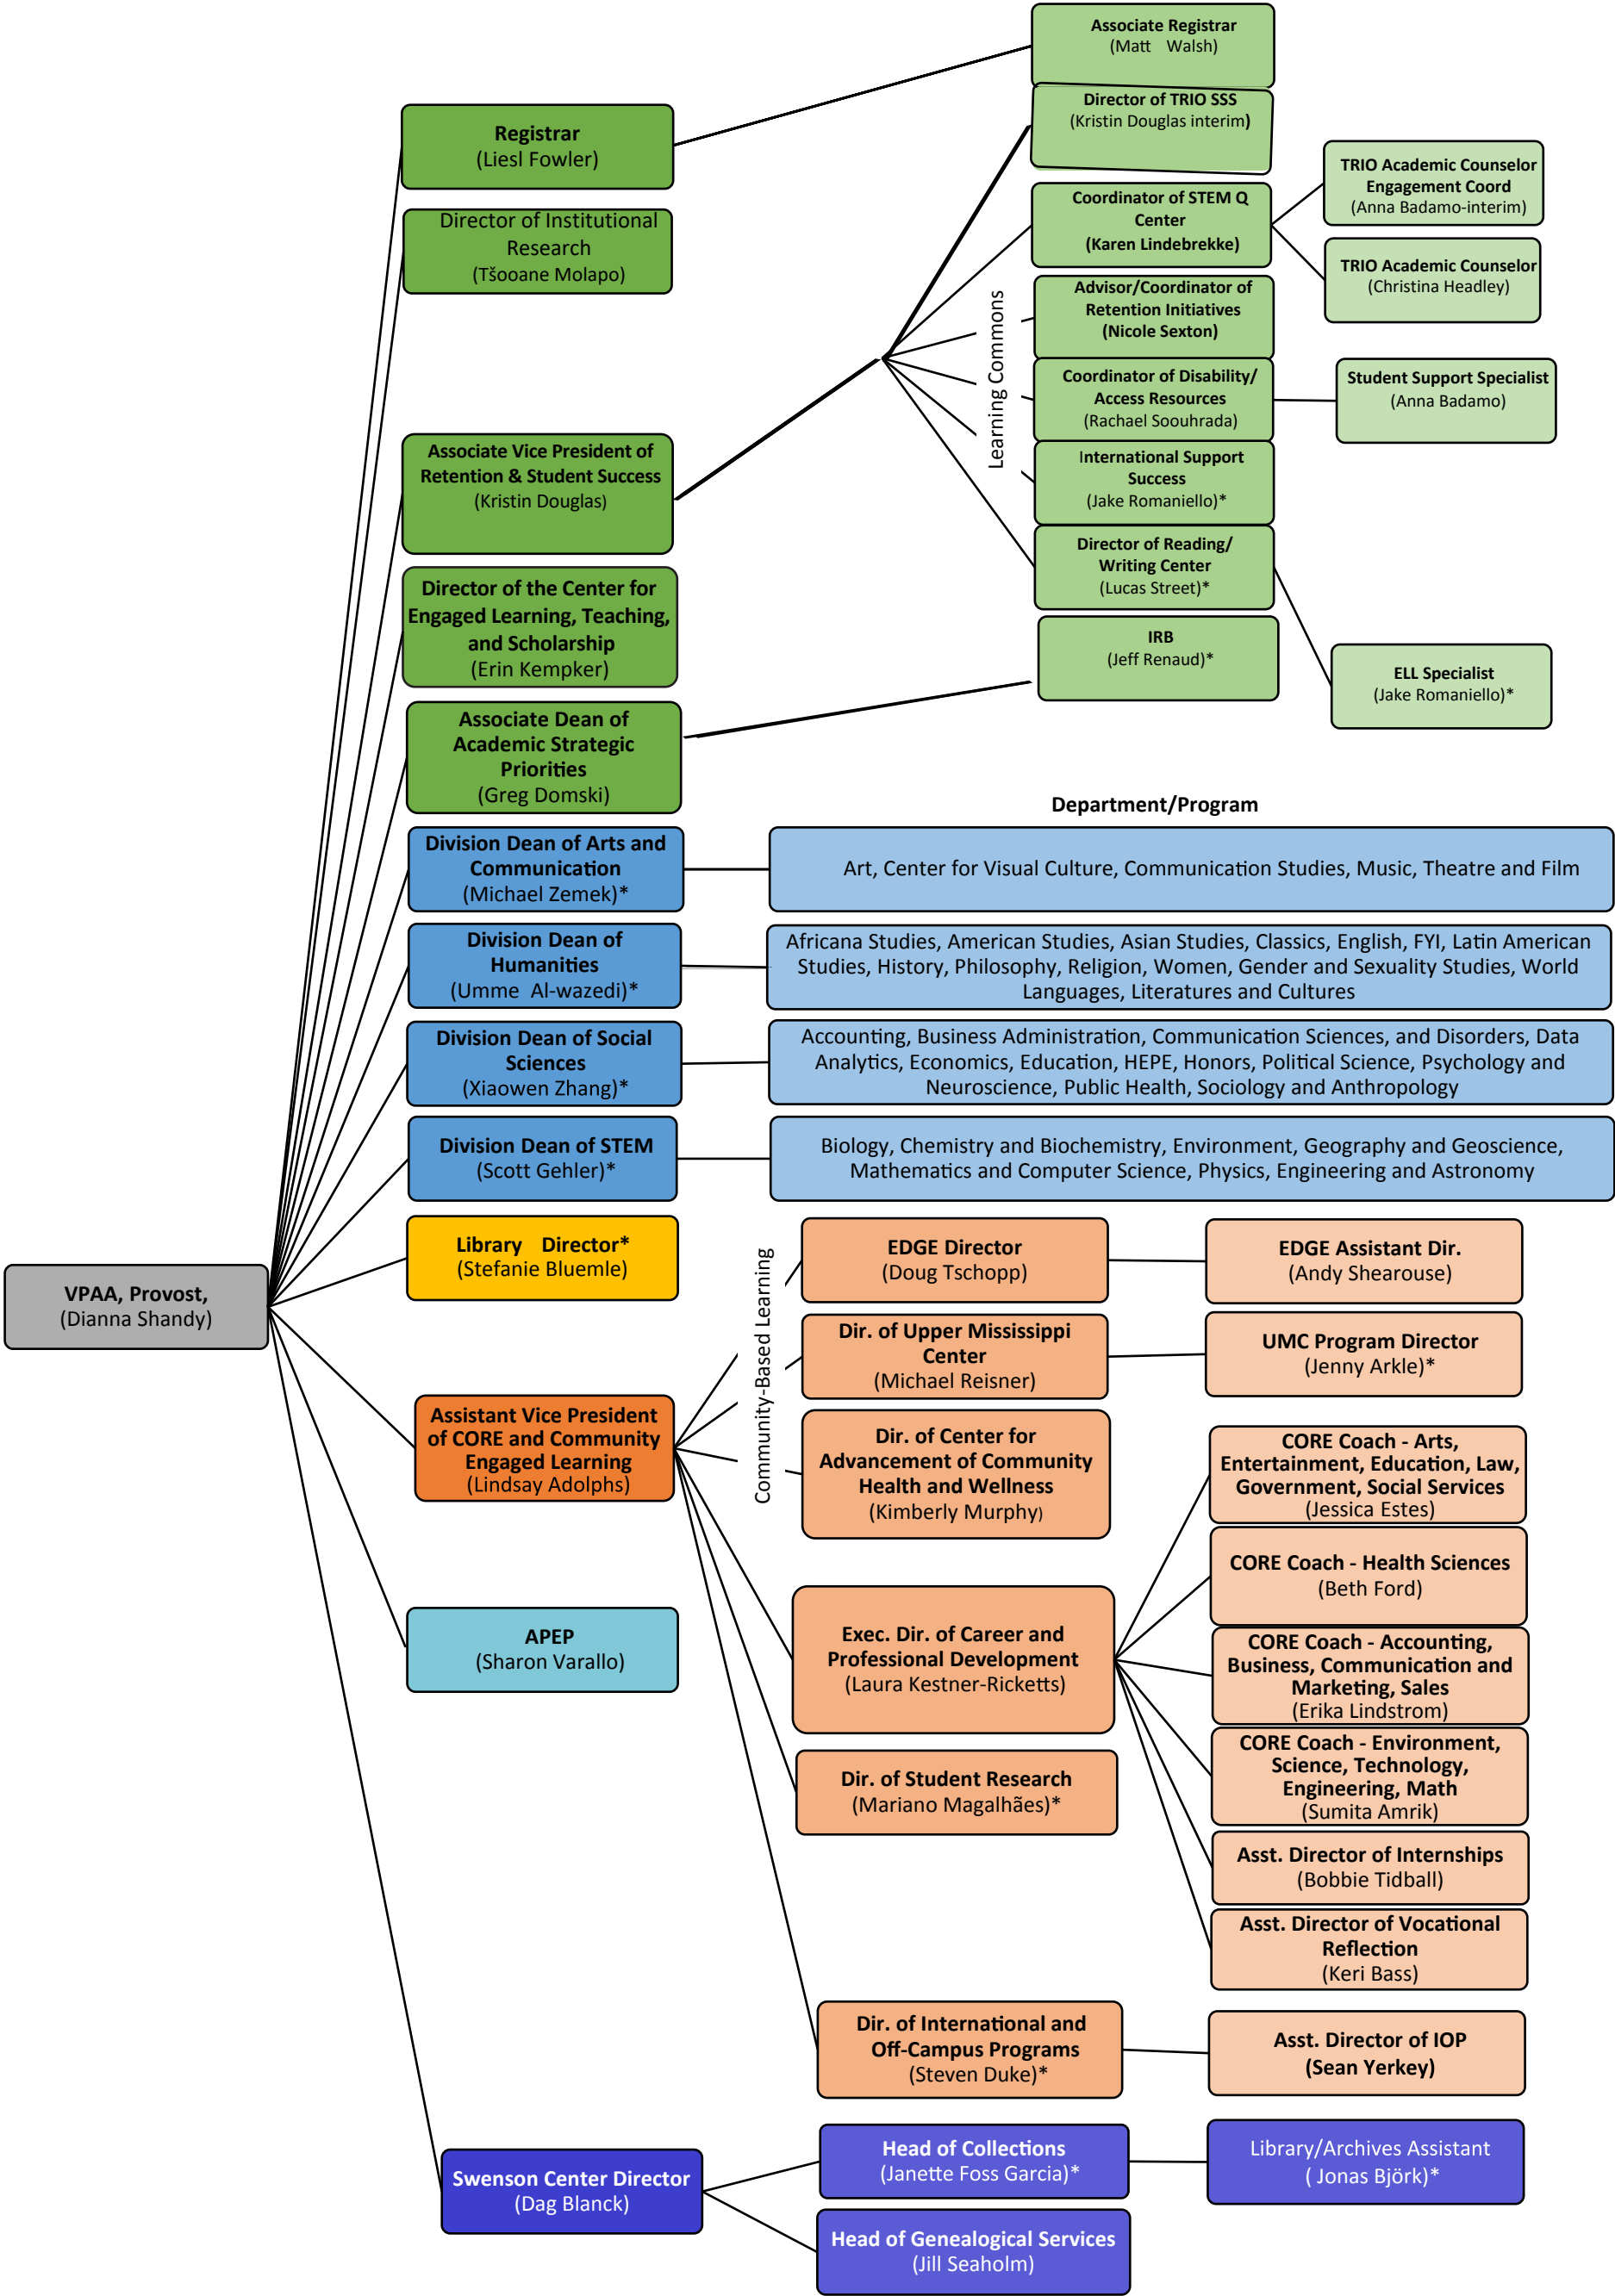 Associate Registrar
(Matt Walsh)
Director of TRIO SSS
(Kristin Douglas interim)
Registrar
(Liesl Fowler)
TRIO Academic Counselor
Engagement Coord
(Anna Badamo-interim)
Coordinator of STEM Q
Center
(Karen Lindebrekke)
Director of Institutional
Research
(Tšooane Molapo)
TRIO Academic Counselor
(Christina Headley)
Learning Commons
Advisor/Coordinator of
Retention Initiatives
(Nicole Sexton)
Coordinator of Disability/
Access Resources
(Rachael Soouhrada)
Student Support Specialist
(Anna Badamo)
Associate Vice President of
Retention & Student Success
(Kristin Douglas)
International Support
Success
(Jake Romaniello)*
Director of Reading/
Writing Center
(Lucas Street)*
Director of the Center for
Engaged Learning, Teaching,
and Scholarship
(Erin Kempker)
IRB
(Jeff Renaud)*
ELL Specialist
(Jake Romaniello)*
Associate Dean of
Academic Strategic
Priorities
(Greg Domski)
Department/Program
Division Dean of Arts and
Communication
(Michael Zemek)*
Art, Center for Visual Culture, Communication Studies, Music, Theatre and Film
Division Dean of
Humanities
(Umme Al-wazedi)*
Africana Studies, American Studies, Asian Studies, Classics, English, FYI, Latin American
Studies, History, Philosophy, Religion, Women, Gender and Sexuality Studies, World
Languages, Literatures and Cultures
Division Dean of Social
Sciences
(Xiaowen Zhang)*
Accounting, Business Administration, Communication Sciences, and Disorders, Data
Analytics, Economics, Education, HEPE, Honors, Political Science, Psychology and
Neuroscience, Public Health, Sociology and Anthropology
Division Dean of STEM
(Scott Gehler)*
Biology, Chemistry and Biochemistry, Environment, Geography and Geoscience,
Mathematics and Computer Science, Physics, Engineering and Astronomy
Library Director*
(Stefanie Bluemle)
VPAA, Provost,
(Dianna Shandy)
Community-Based Learning
EDGE Director
(Doug Tschopp)
EDGE Assistant Dir.
(Andy Shearouse)
Dir. of Upper Mississippi
Center
(Michael Reisner)
UMC Program Director
(Jenny Arkle)*
Assistant Vice President
of CORE and Community
Engaged Learning
(Lindsay Adolphs)
Dir. of Center for
Advancement of Community
Health and Wellness
(Kimberly Murphy)
CORE Coach - Arts,
Entertainment, Education, Law,
Government, Social Services
(Jessica Estes)
CORE Coach - Health Sciences
(Beth Ford)
APEP
(Sharon Varallo)
Exec. Dir. of Career and
Professional Development
(Laura Kestner-Ricketts)
CORE Coach - Accounting,
Business, Communication and
Marketing, Sales
(Erika Lindstrom)
CORE Coach - Environment,
Science, Technology,
Engineering, Math
(Sumita Amrik)
Dir. of Student Research
(Mariano Magalhães)*
Asst. Director of Internships
(Bobbie Tidball)
Asst. Director of Vocational
Reflection
(Keri Bass)
Dir. of International and
Off-Campus Programs
(Steven Duke)*
Asst. Director of IOP
(Sean Yerkey)
Swenson Center Director
(Dag Blanck)
Head of Collections
(Janette Foss Garcia)*
Library/Archives Assistant
( Jonas Björk)*
Head of Genealogical Services
(Jill Seaholm)